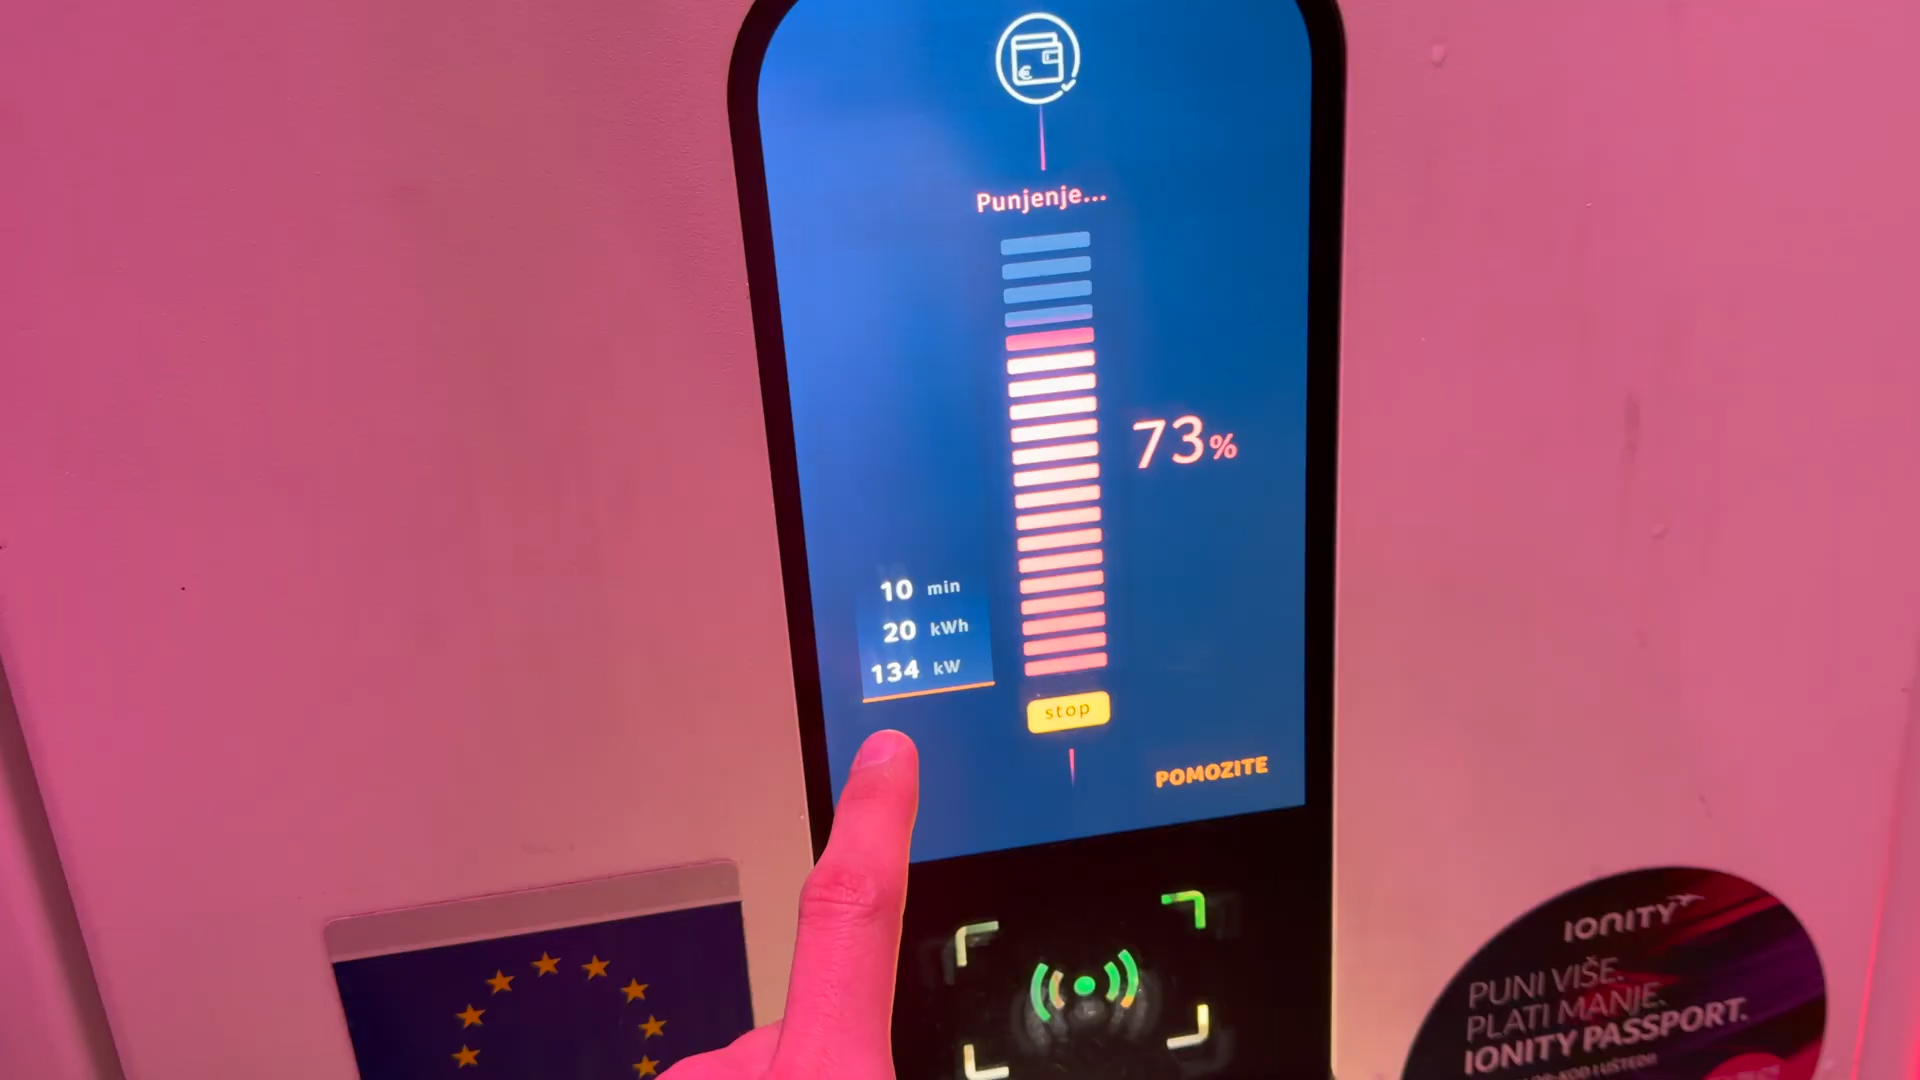 Punjenje...
73%
10 min
20 kWh
134 kW
stop
POMOZITE
IONITY
PUNI VIŠE.
PLATI MANJE.
IONITY PASSPORT.